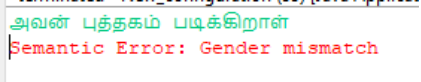 அவன் புத்தகம் படிக்கிறாள்
Semantic Error: Gender mismatch